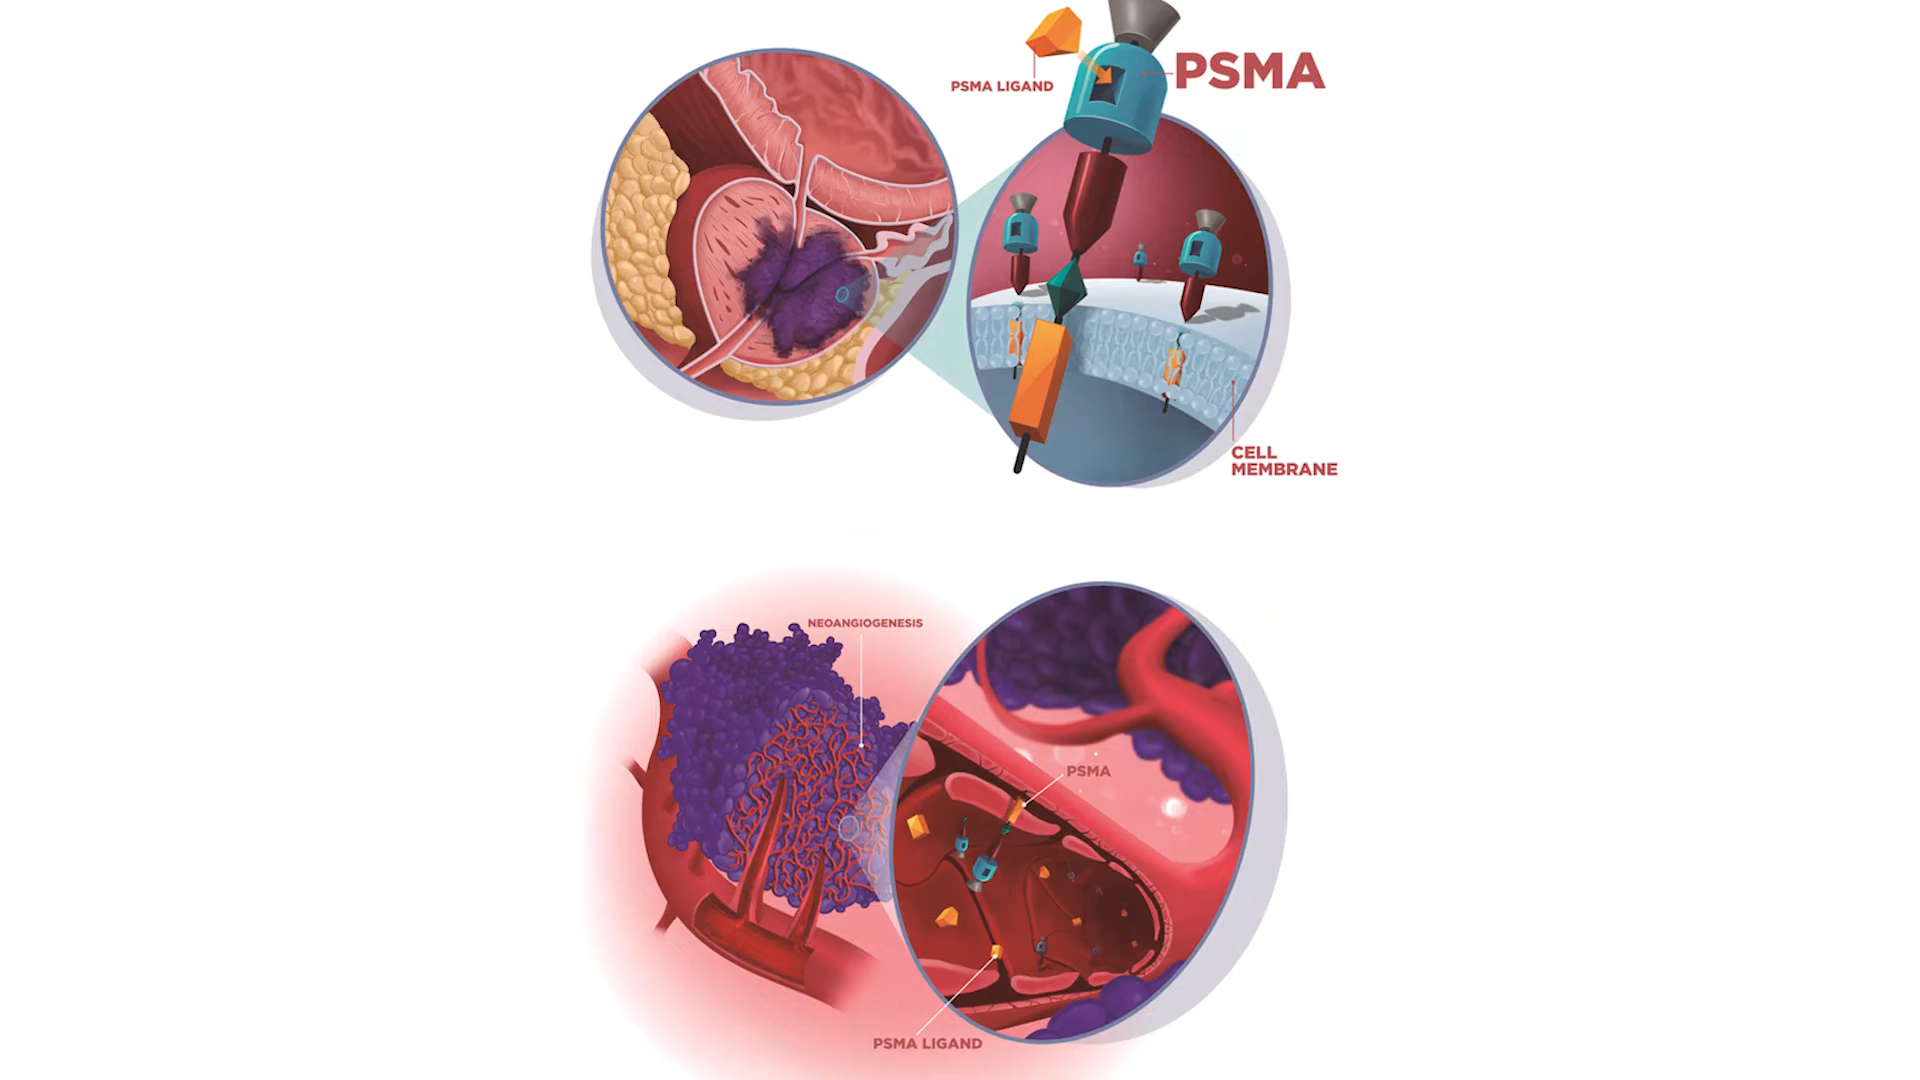 PSMA
PSMA LIGAND
CELL
MEMBRANE
NEOANGIOGENESIS
PSMA
PSMA LIGAND